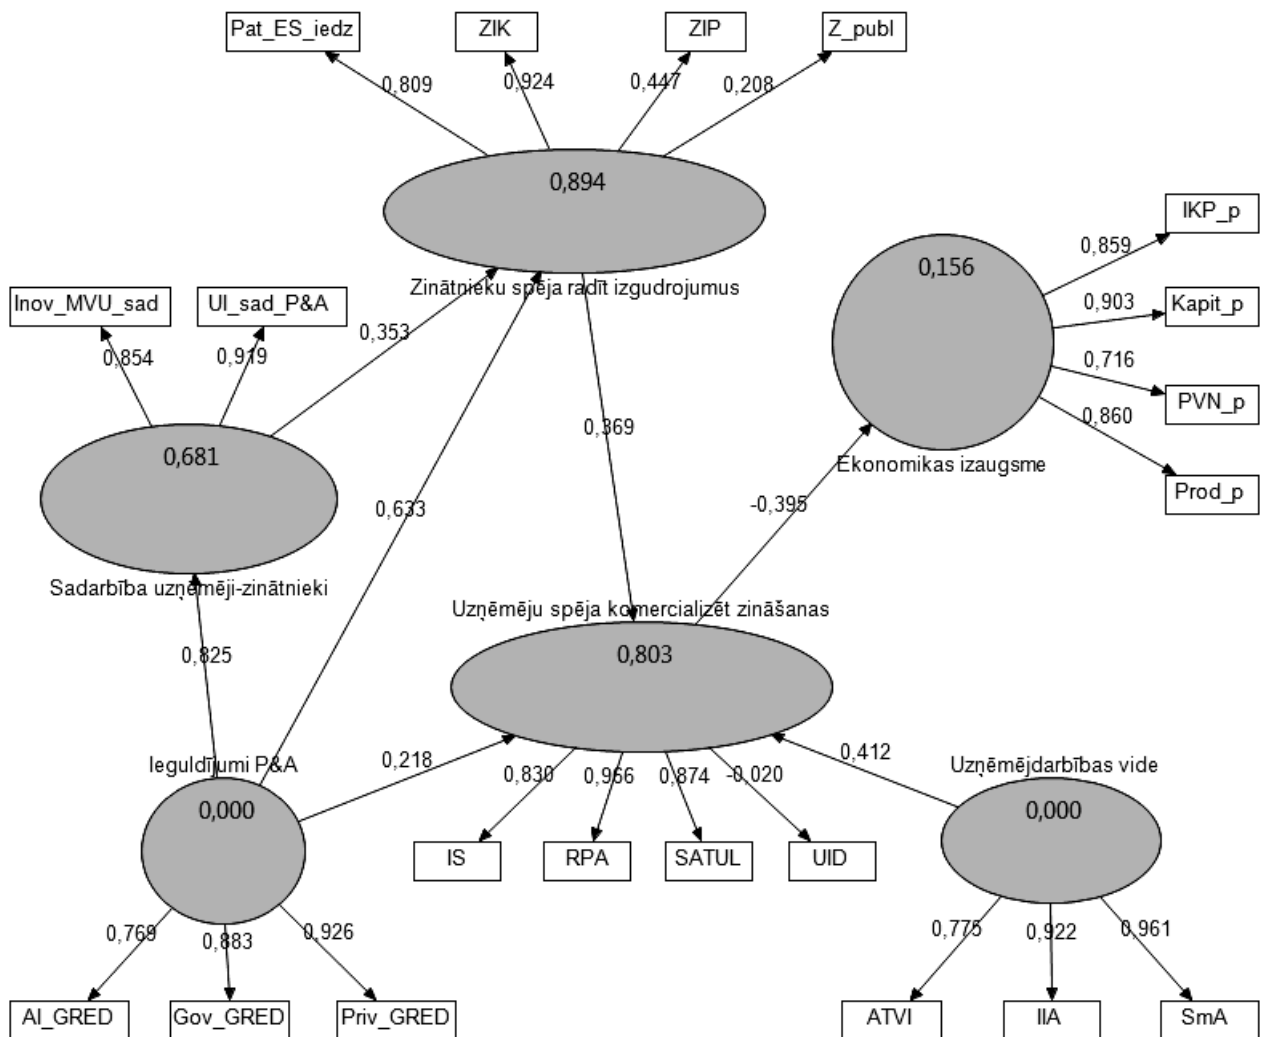 Pat_ES_iedz
ZIK
ZIP
Z_publ
0,809
0,924
0,447
0,208
0,894
Zinātnieku spēja radīt izgudrojumus
IKP_p
Kapit_p
PVN_p
Prod_p
0,859
0,903
0,716
0,860
0,156
Ekonomikas izaugsme
Inov_MVU_sad
UI_sad_P&A
0,854
0,919
0,353
0,681
Sadarbība uzņēmēji-zinātnieki
0,369
0,633
-0,395
0,825
Uzņēmēju spēja komercializēt zināšanas
0,803
Ieguldījumi P&A
0,000
0,218
0,412
Uzņēmējdarbības vide
0,000
0,830
0,966
0,874
-0,020
IS
RPA
SATUL
UID
0,769
0,883
0,926
AI_GRED
Gov_GRED
Priv_GRED
0,775
0,922
0,961
ATVI
IIA
SmA